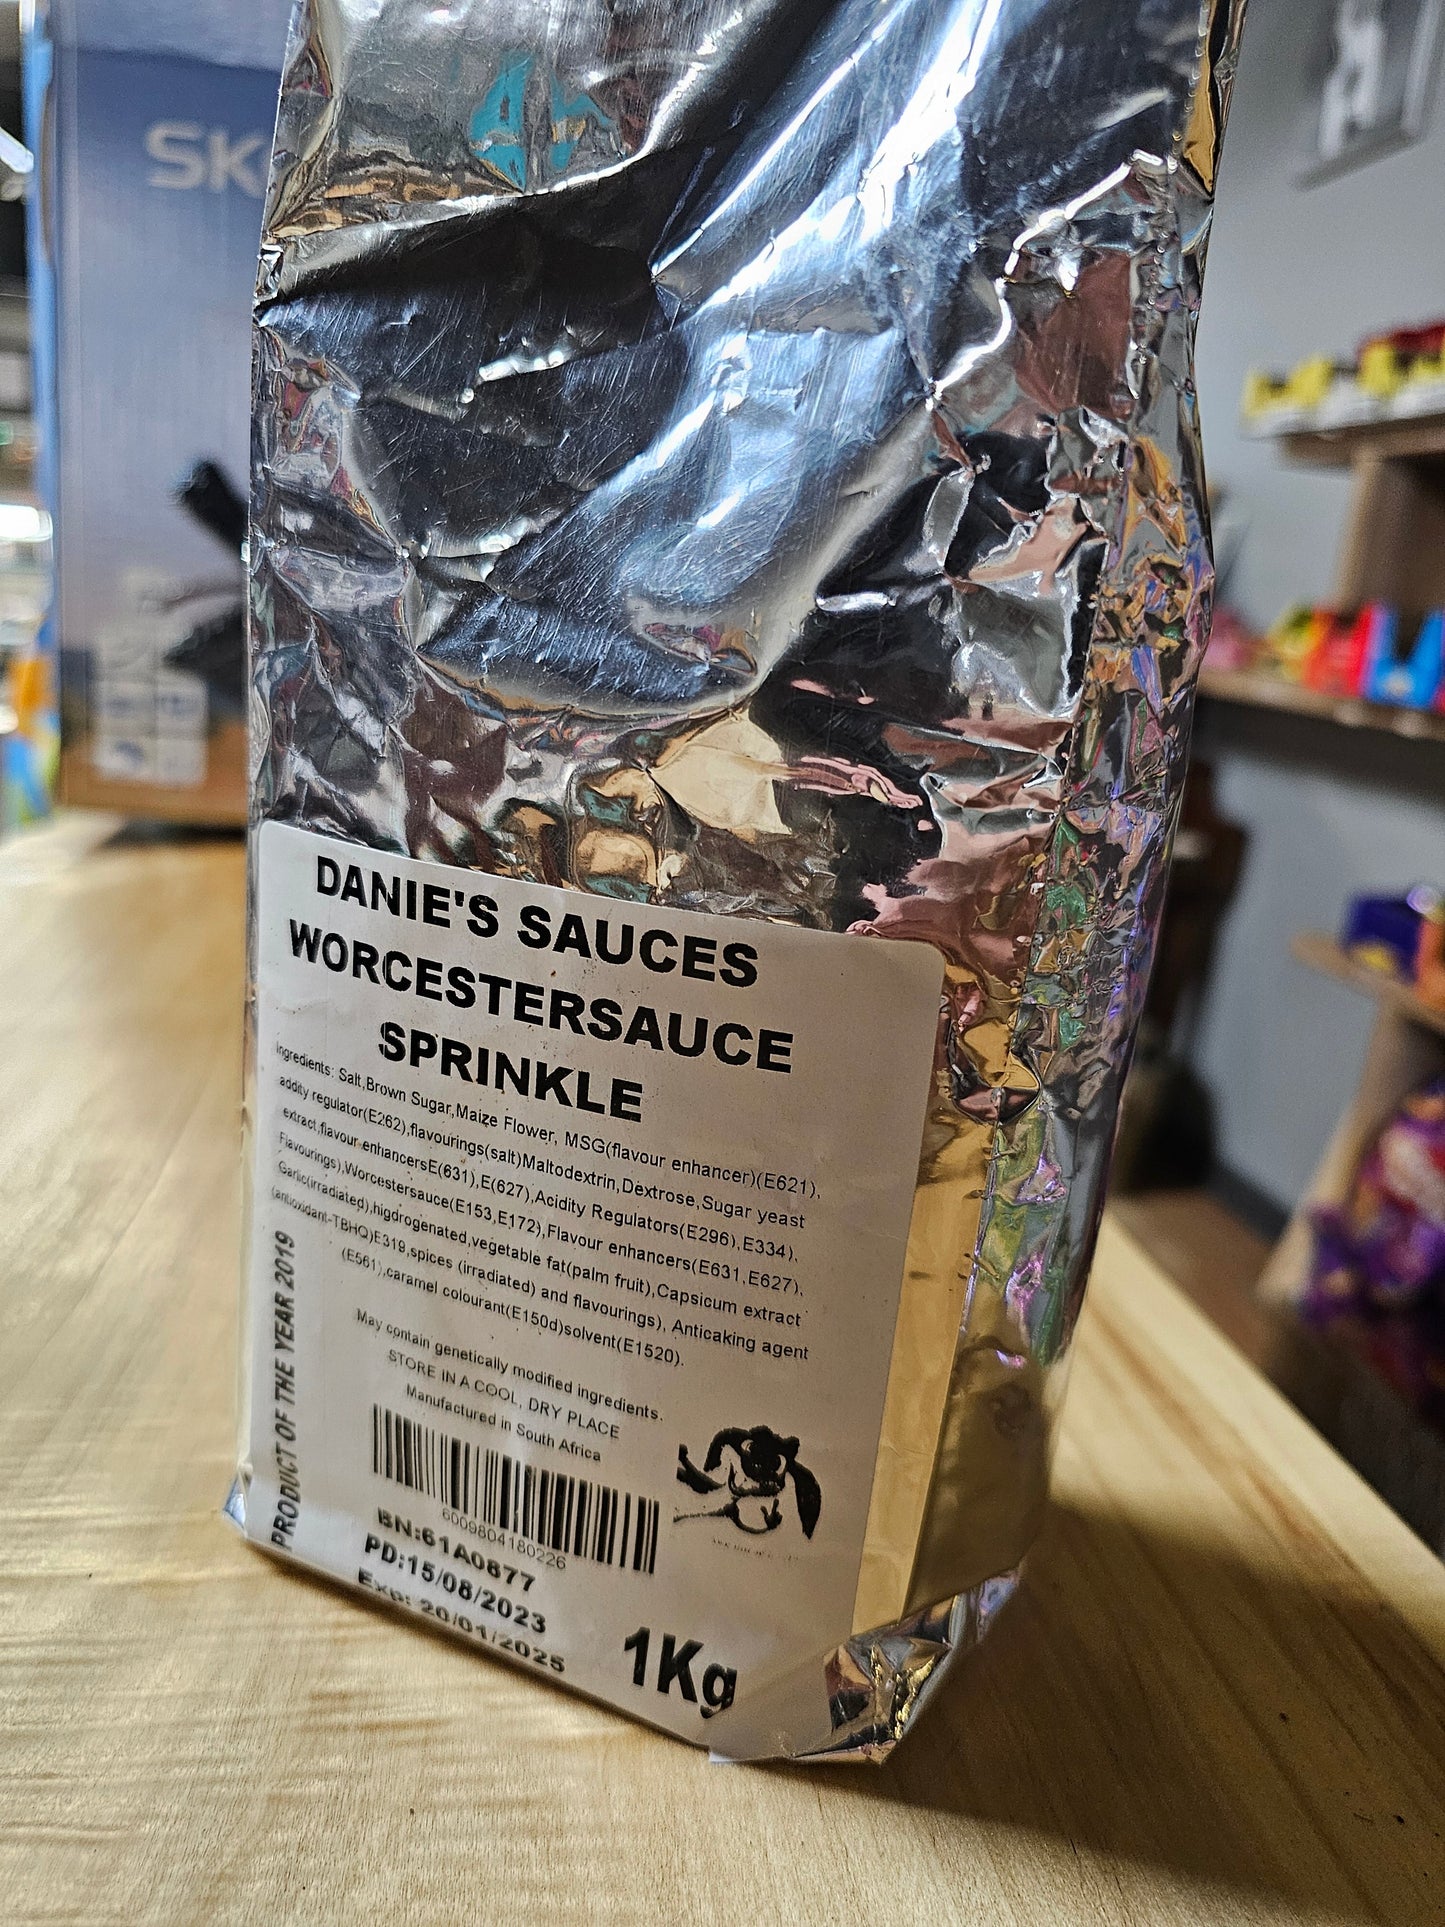 SK
DANIE'S SAUCES
WORCESTERSAUCE
SPRINKLE
Ingredients: Salt,Brown Sugar,Maize Flower, MSG(flavour enhancer)(E621),
addity regulator(E262),flavourings(salt)Maltodextrin,Dextrose,Sugar yeast
extract,flavour enhancersE(631),E(627),Acidity Regulators(E296),E334),
Flavourings),Worcestersauce(E153,E172),Flavour enhancers(E631,E627),
Garlic(irradiated),higdrogenated,vegetable fat(palm fruit),Capsicum extract
(antioxidant-TBHQ)E319,spices (irradiated) and flavourings), Anticaking agent
(E561),caramel colourant(E150d)solvent(E1520).
May contain genetically modified ingredients.
STORE IN A COOL, DRY PLACE
Manufactured in South Africa
PRODUCT OF THE YEAR 2019
6009804180226
BN:61A0877
PD:15/08/2023
Exp: 20/01/2025
1Kg